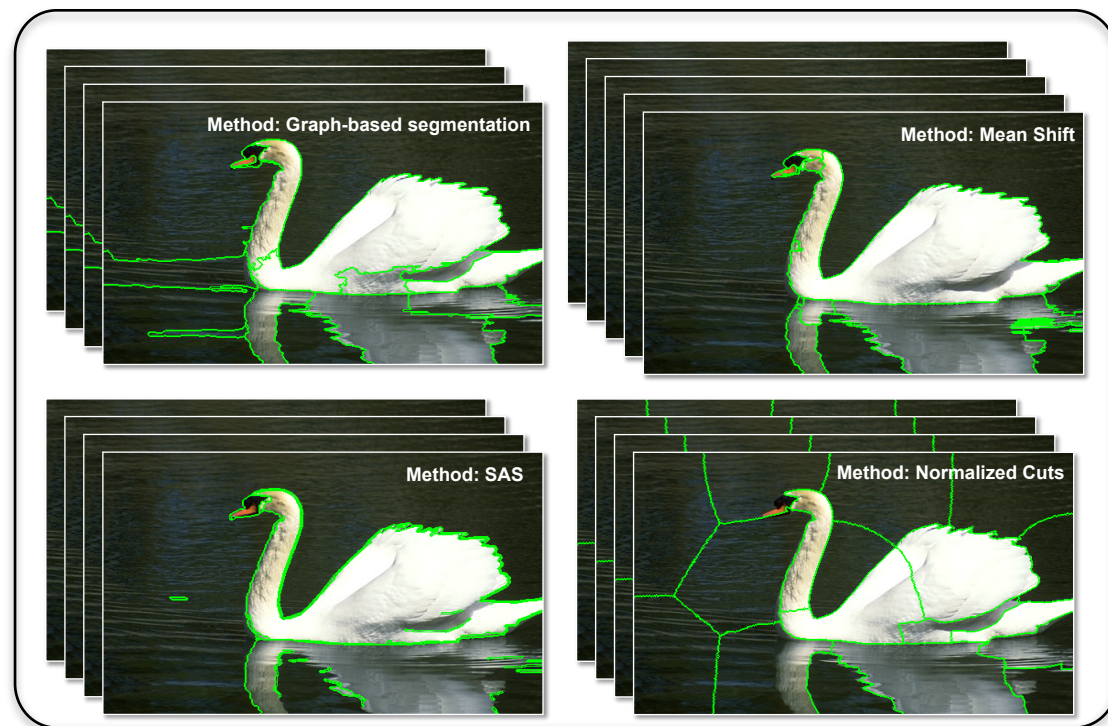 Method: Graph-based segmentation
Method: Mean Shift
Method: SAS
Method: Normalized Cuts